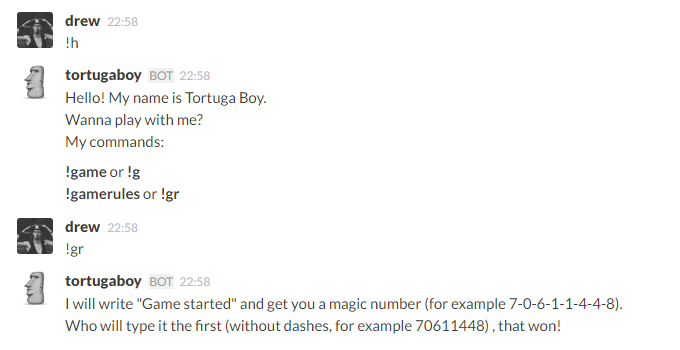 drew 22:58
!h
tortugaboy BOT 22:58
Hello! My name is Tortuga Boy.
Wanna play with me?
My commands:
!game or !g
!gamerules or !gr
drew 22:58
!gr
tortugaboy BOT 22:58
I will write "Game started" and get you a magic number (for example 7-0-6-1-1-4-4-8).
Who will type it the first (without dashes, for example 70611448) , that won!